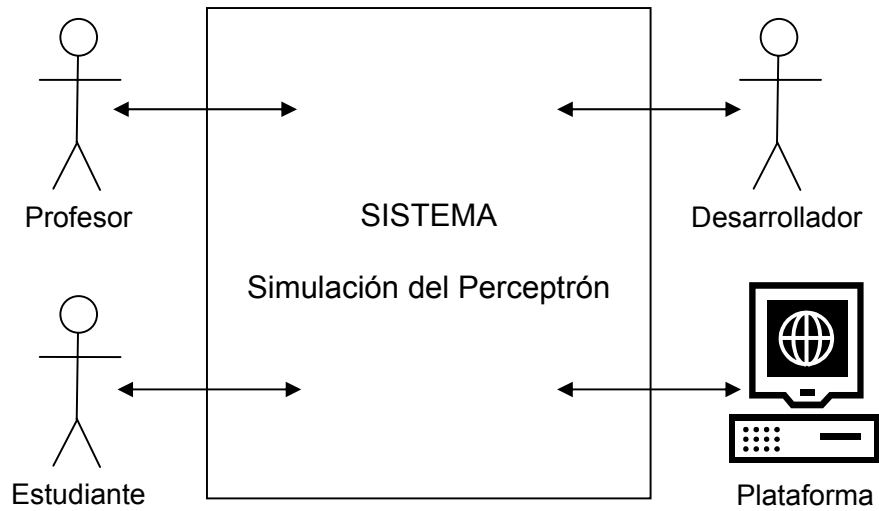 Profesor
SISTEMA
Desarrollador
Simulación del Perceptrón
Estudiante
Plataforma